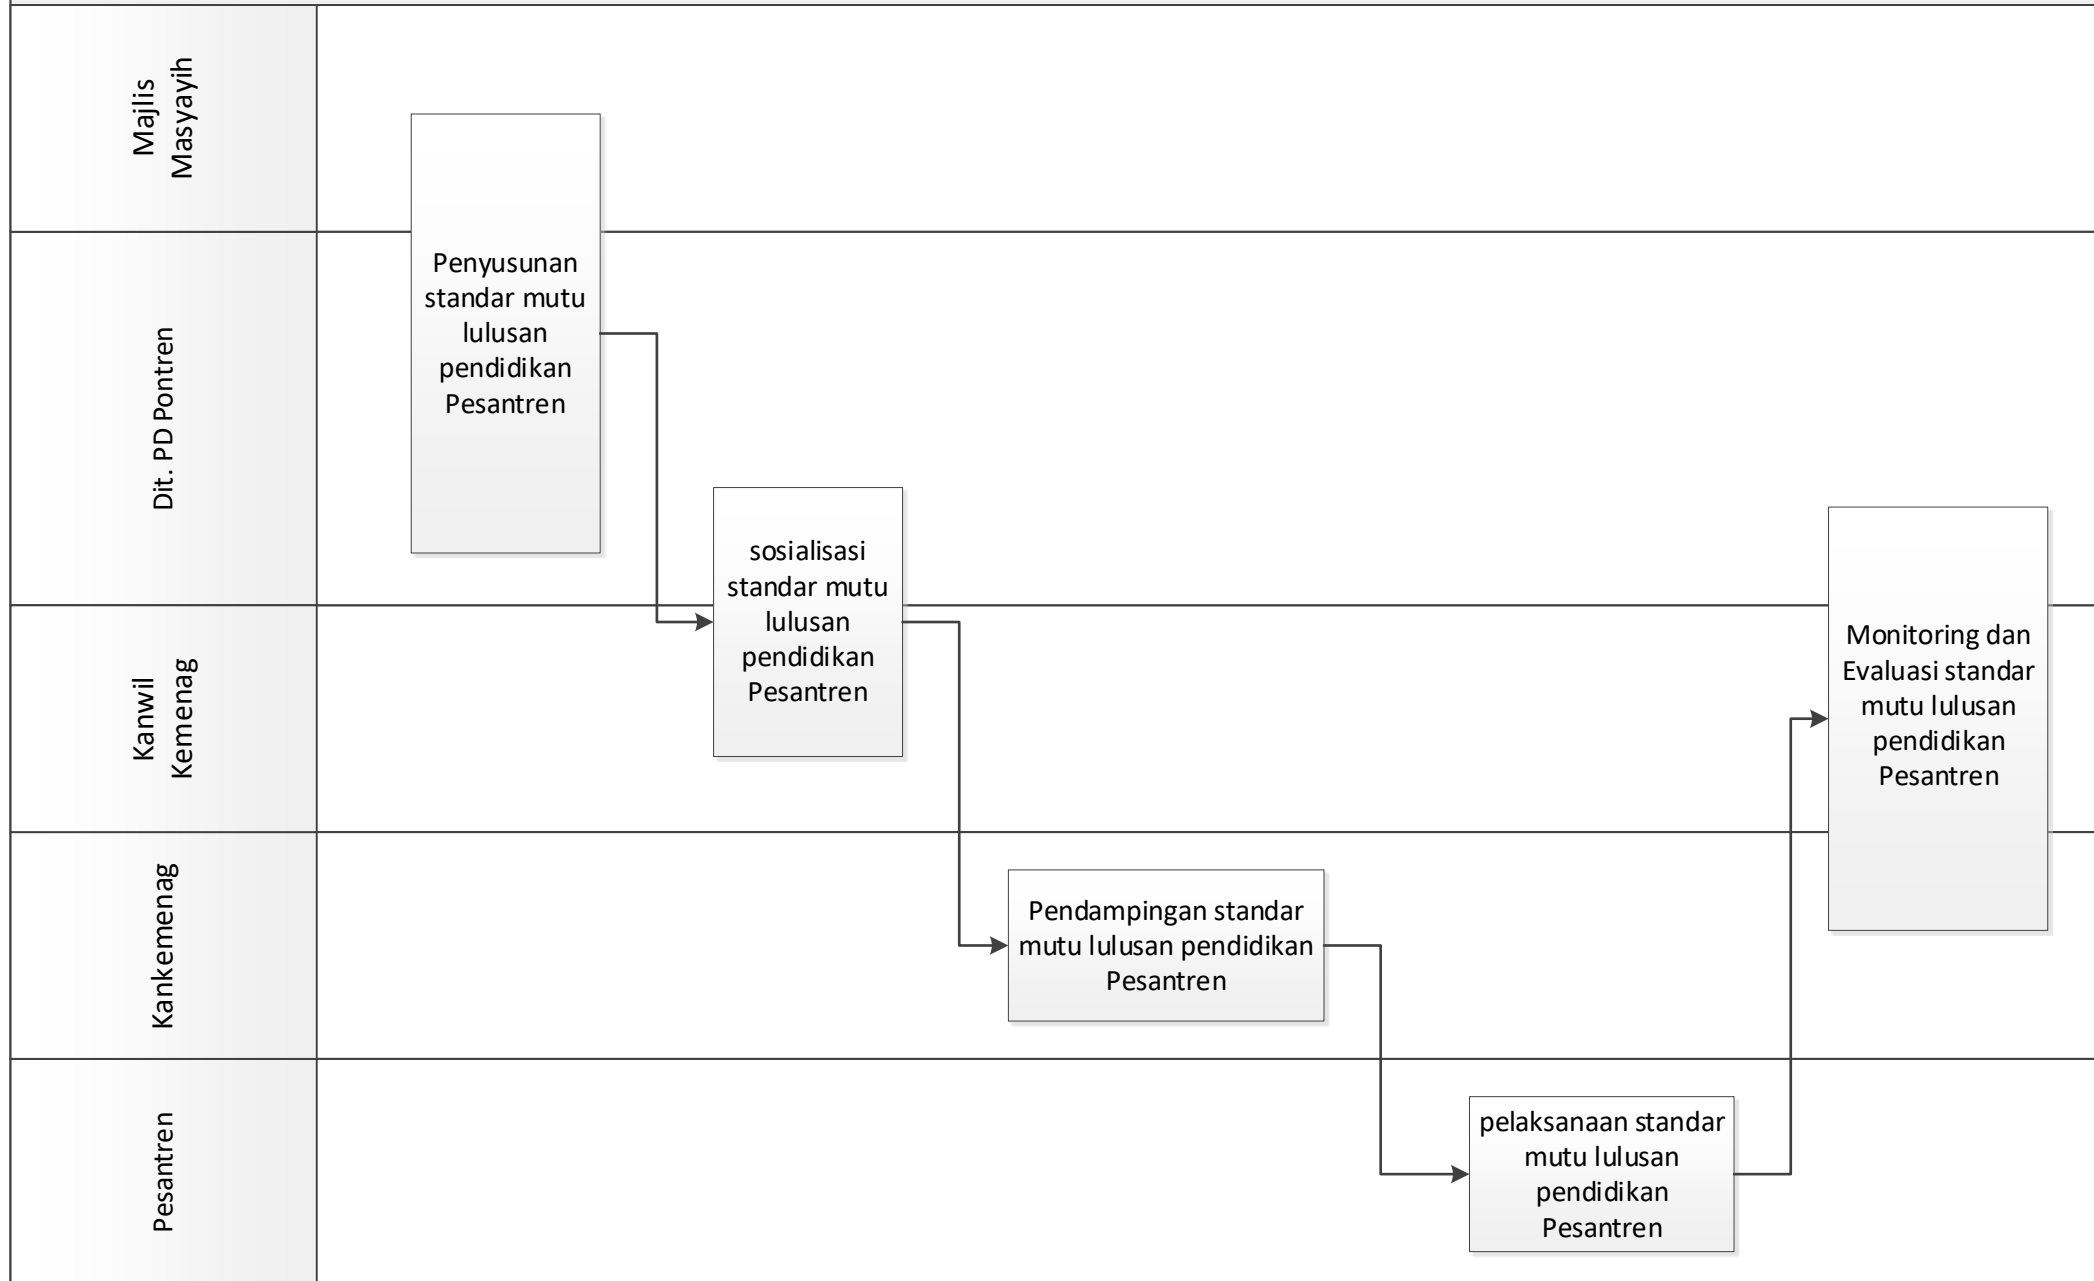 Majlis
Masyayih
Penyusunan
standar mutu
lulusan
pendidikan
Pesantren
Dit. PD Pontren
sosialisasi
standar mutu
lulusan
pendidikan
Pesantren
Monitoring dan
Evaluasi standar
mutu lulusan
pendidikan
Pesantren
Kanwil
Kemenag
Kankemenag
Pendampingan standar
mutu lulusan pendidikan
Pesantren
Pesantren
pelaksanaan standar
mutu lulusan
pendidikan
Pesantren